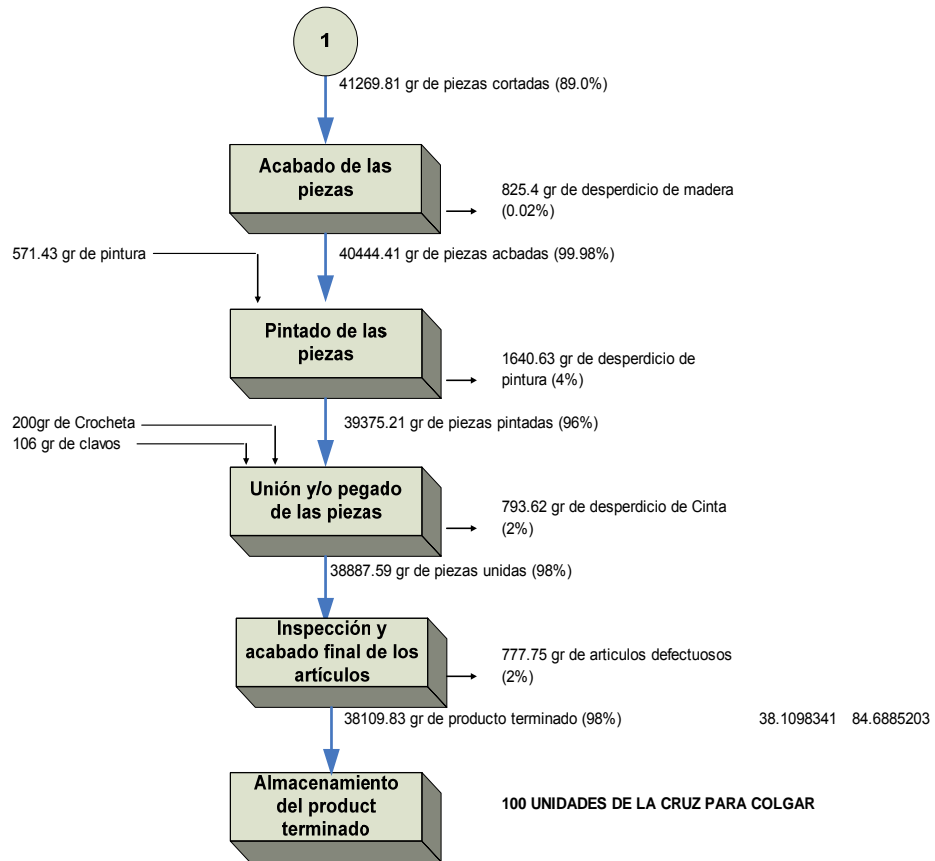 1
41269.81 gr de piezas cortadas (89.0%)
Acabado de las
piezas
825.4 gr de desperdicio de madera
(0.02%)
571.43 gr de pintura
40444.41 gr de piezas acbadas (99.98%)
Pintado de las
piezas
1640.63 gr de desperdicio de
pintura (4%)
200gr de Crocheta
106 gr de clavos
39375.21 gr de piezas pintadas (96%)
Unión y/o pegado
de las piezas
793.62 gr de desperdicio de Cinta
(2%)
38887.59 gr de piezas unidas (98%)
Inspección y
acabado final de los
artículos
777.75 gr de articulos defectuosos
(2%)
38109.83 gr de producto terminado (98%)
38.1098341 84.6885203
Almacenamiento
del product
terminado
100 UNIDADES DE LA CRUZ PARA COLGAR